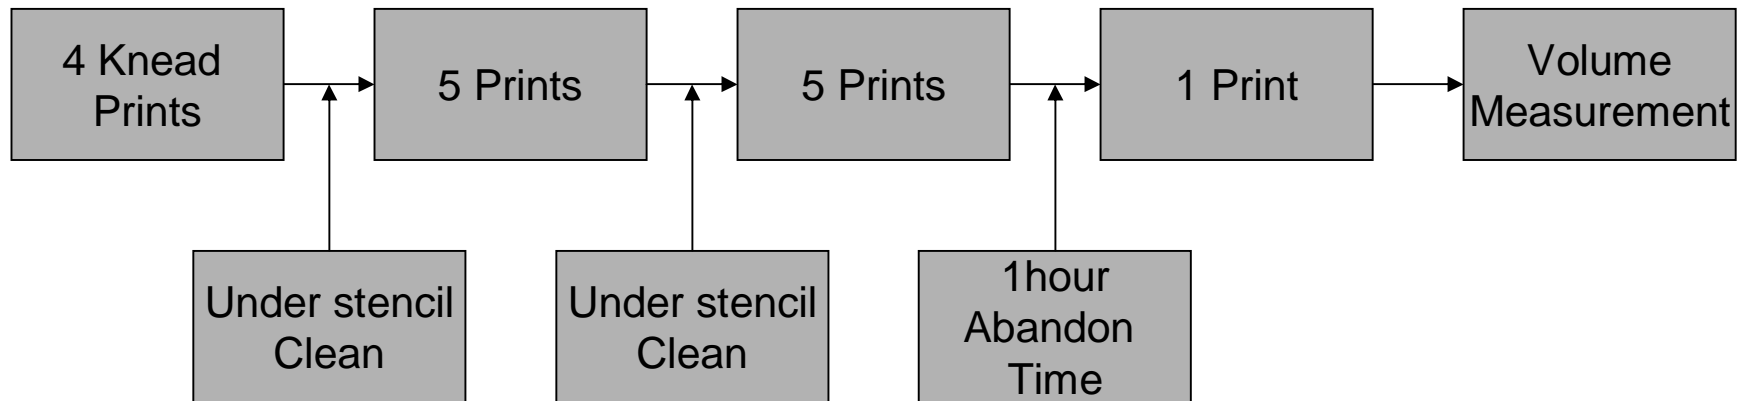 4 Knead
Prints
5 Prints
5 Prints
1 Print
Volume
Measurement
Under stencil
Clean
Under stencil
Clean
1hour
Abandon
Time